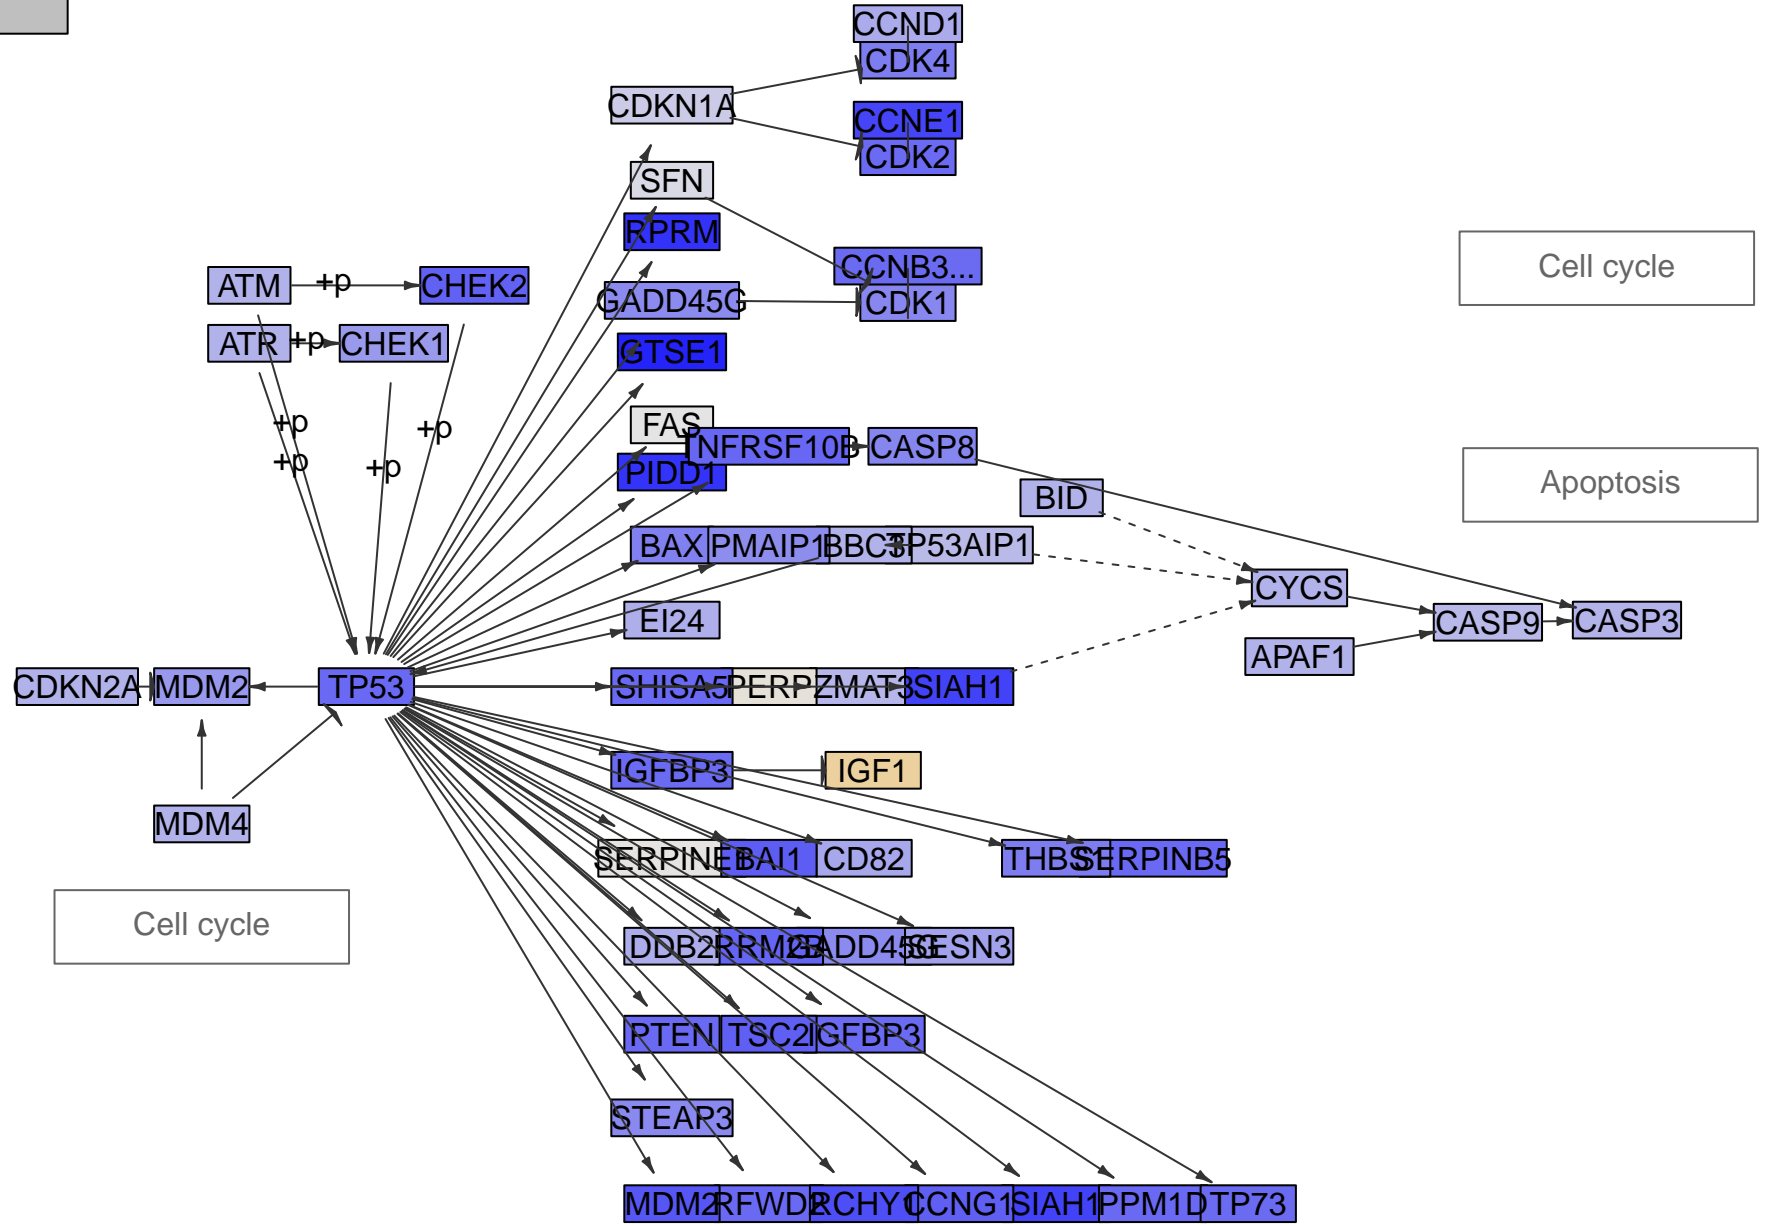 CCND1
CDK4
CDKN1A
CCNE1
CDK2
SFN
RPRM
CCNB3...
Cell cycle
ATM
+p
CHEK2
GADD45G
CDK1
ATR
+p
CHEK1
GTSE1
FAS
+p
+p
TNFRSF10B
CASP8
+p
+p
PIDD1
Apoptosis
BID
BAX
PMAIP1
BBC3
TP53AIP1
CYCS
EI24
CASP9
CASP3
APAF1
CDKN2A
MDM2
TP53
SHISA5
PERP
ZMAT3
SIAH1
IGFBP3
IGF1
MDM4
SERPINE1
BAI1
CD82
THBS1
SERPINB5
Cell cycle
DDB2
RRM2B
GADD45G
SESN3
PTEN
TSC2
IGFBP3
STEAP3
MDM2
RFWD2
RCHY1
CCNG1
SIAH1
PPM1D
TP73